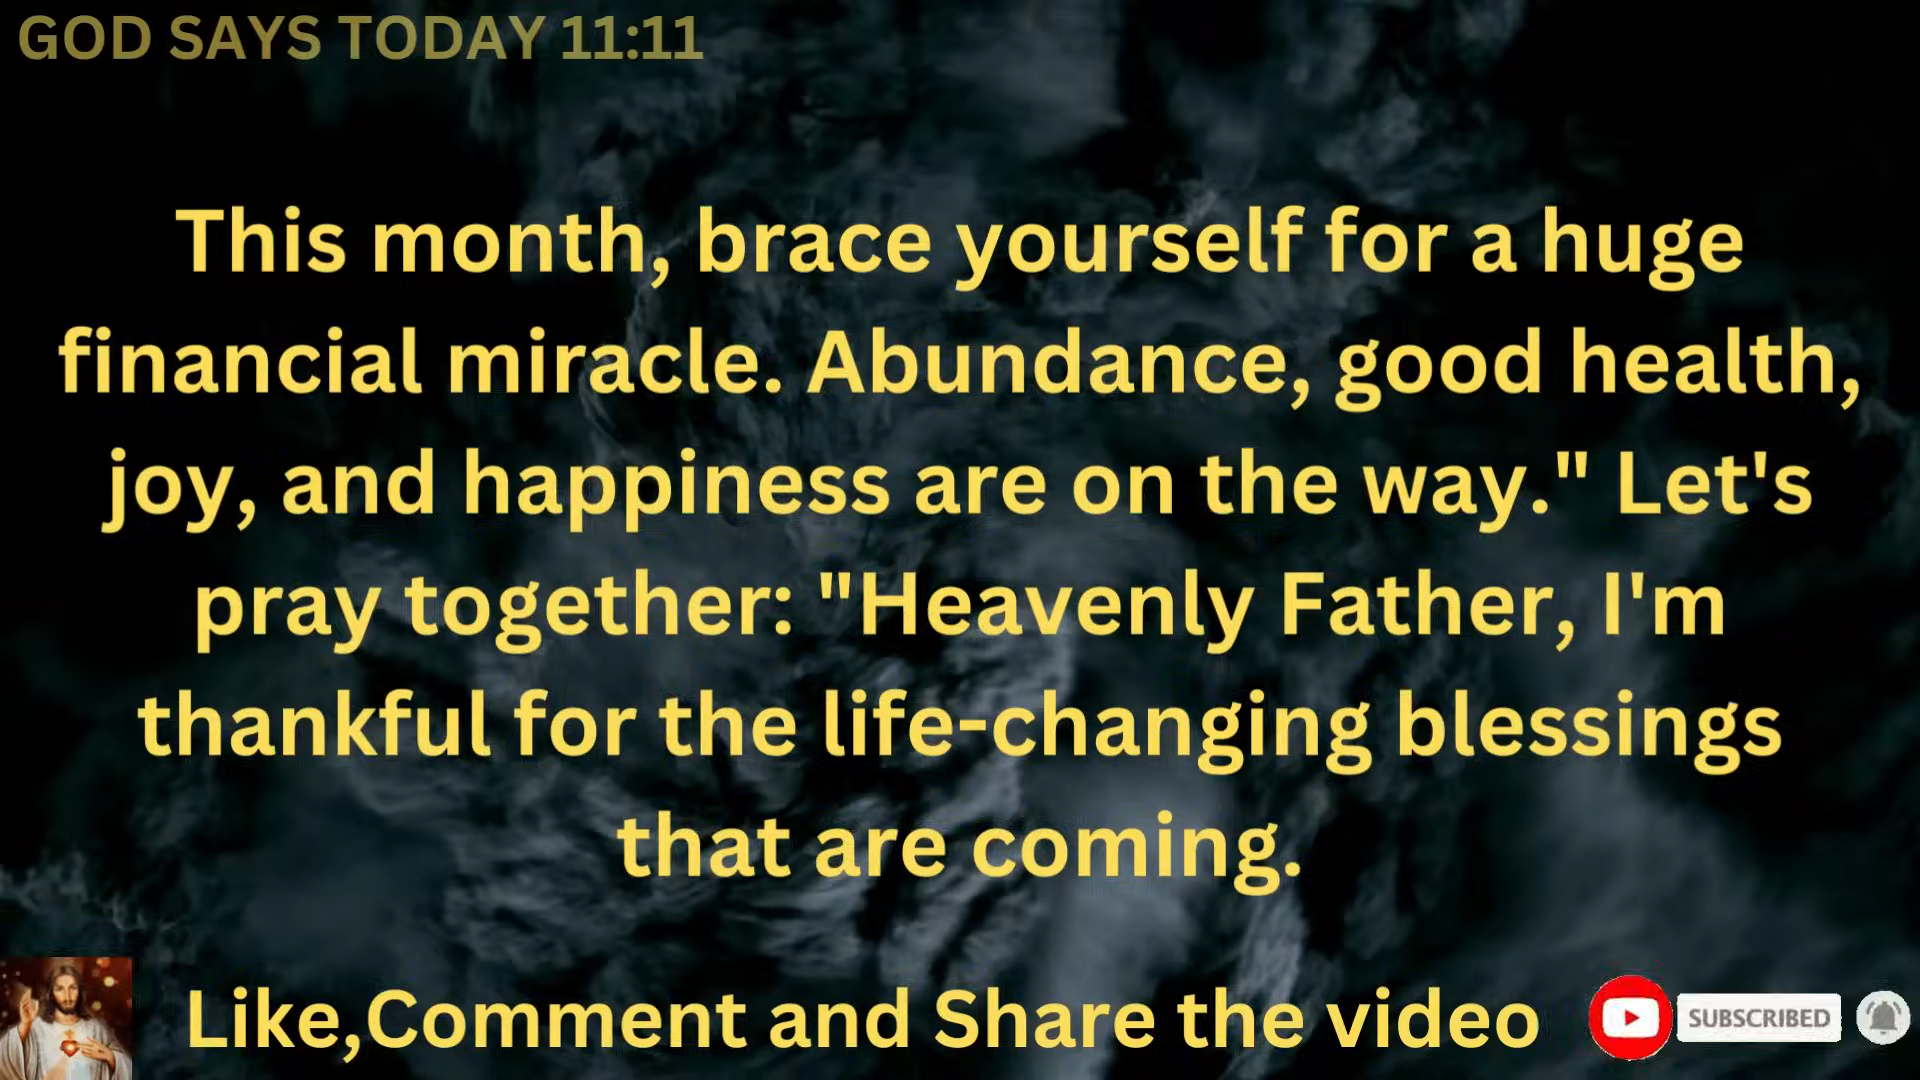 GOD SAYS TODAY 11:11
This month, brace yourself for a huge
financial miracle. Abundance, good health,
joy, and happiness are on the way." Let's
pray together: "Heavenly Father, I'm
thankful for the life-changing blessings
that are coming.
Like,Comment and Share the video
SUBSCRIBED